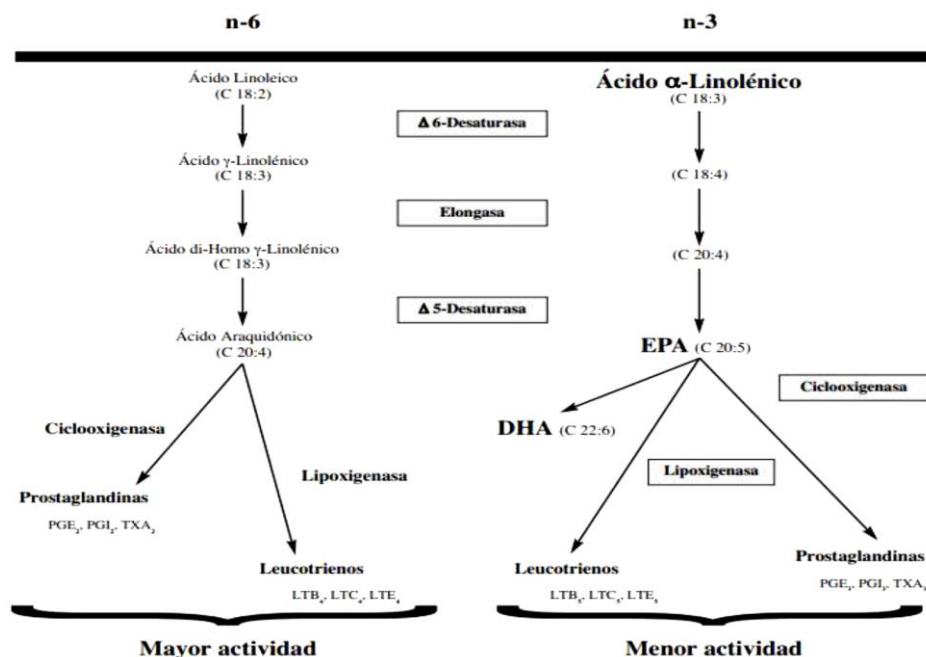 n-6
n-3
Ácido Linoleico
(C 18:2)
Ácido α-Linolénico
(C 18:3)
Δ 6-Desaturasa
Ácido γ-Linolénico
(C 18:3)
(C 18:4)
Elongasa
Ácido di-Homo γ-Linolénico
(C 18:3)
(C 20:4)
Δ 5-Desaturasa
Ácido Araquidónico
(C 20:4)
EPA (C 20:5)
Ciclooxigenasa
Ciclooxigenasa
DHA (C 22:6)
Lipoxigenasa
Lipoxigenasa
Prostaglandinas
PGE₂, PGI₂, TXA₂
Leucotrienos
LTB₄, LTC₄, LTE₄
Leucotrienos
LTB₅, LTC₅, LTE₅
Prostaglandinas
PGE₃, PGI₃, TXA₃
Mayor actividad
Menor actividad